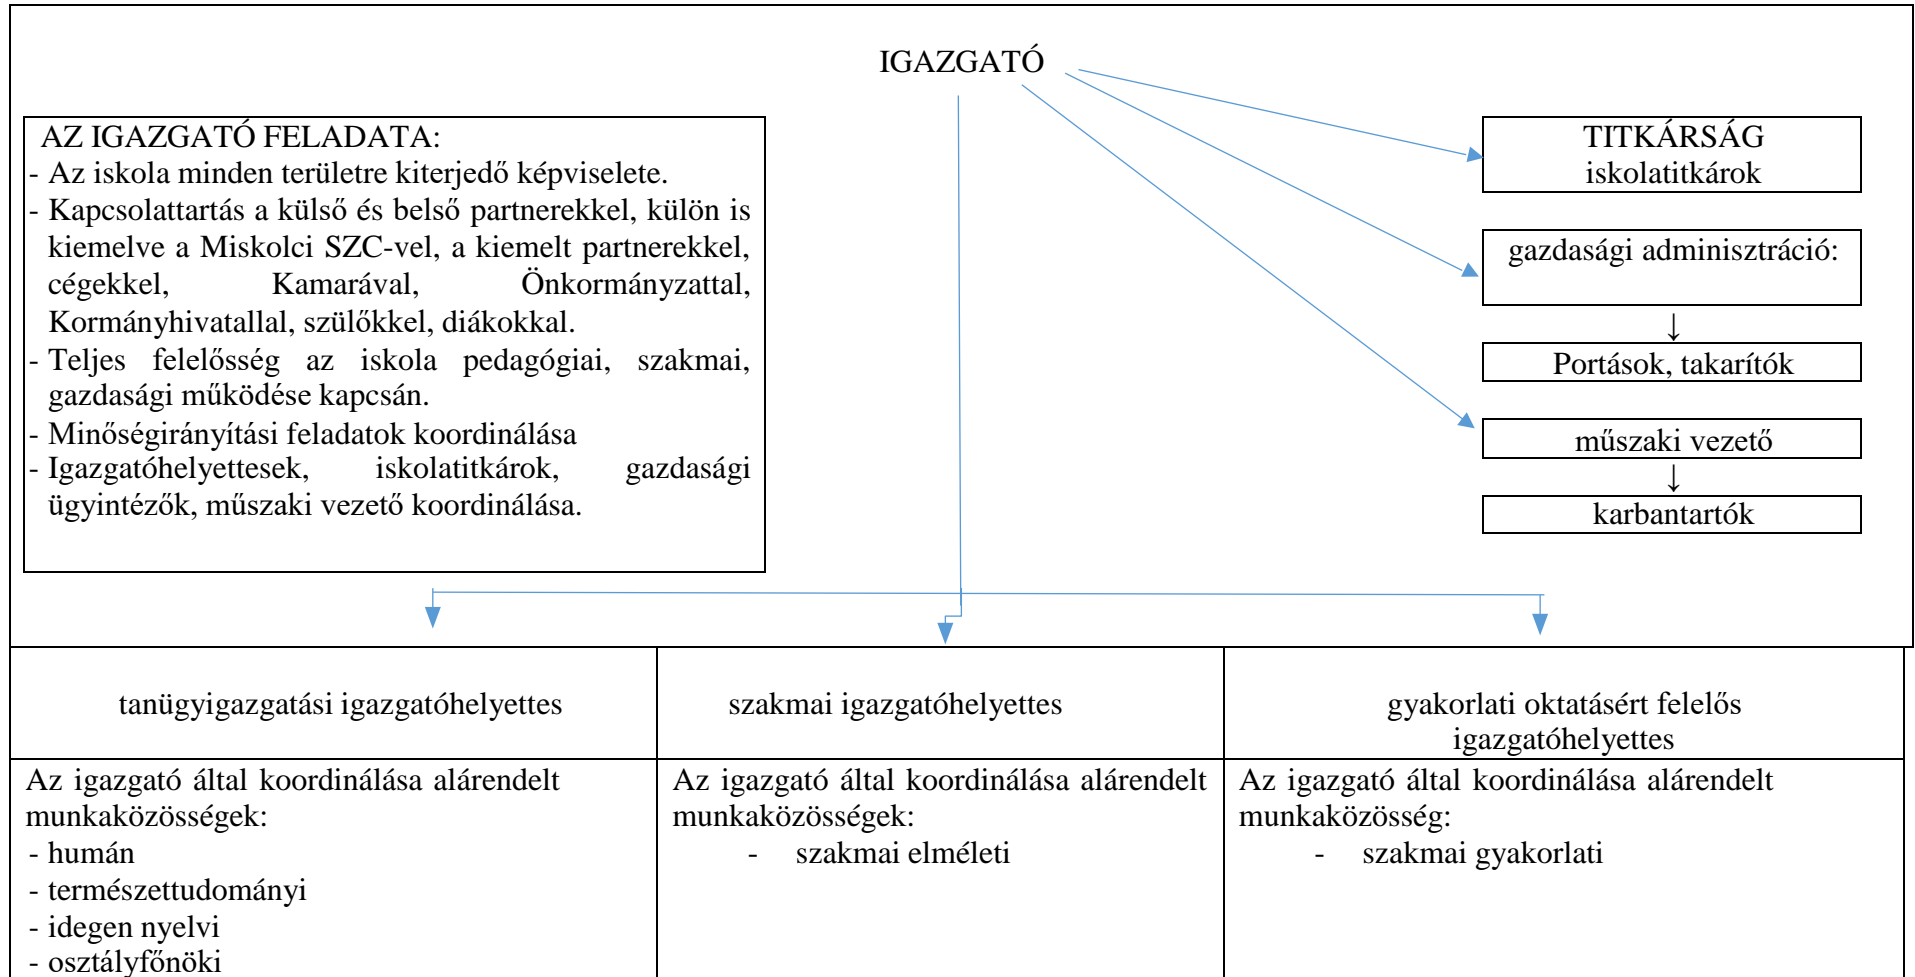 IGAZGATÓ
AZ IGAZGATÓ FELADATA:
- Az iskola minden területre kiterjedő képviselete.
- Kapcsolattartás a külső és belső partnerekkel, külön is
kiemelve a Miskolci SZC-vel, a kiemelt partnerekkel,
cégekkel, Kamarával, Önkormányzattal,
Kormányhivatallal, szülőkkel, diákokkal.
- Teljes felelősség az iskola pedagógiai, szakmai,
gazdasági működése kapcsán.
- Minőségirányítási feladatok koordinálása
- Igazgatóhelyettesek, iskolatitkárok, gazdasági
ügyintézők, műszaki vezető koordinálása.
TITKÁRSÁG
iskolatitkárok
gazdasági adminisztráció:
↓
Portások, takarítók
műszaki vezető
↓
karbantartók
tanügyigazgatási igazgatóhelyettes
szakmai igazgatóhelyettes
gyakorlati oktatásért felelős
igazgatóhelyettes
Az igazgató által koordinálása alárendelt
munkaközösségek:
- humán
- természettudományi
- idegen nyelvi
- osztályfőnöki
Az igazgató által koordinálása alárendelt
munkaközösségek:
- szakmai elméleti
Az igazgató által koordinálása alárendelt
munkaközösség:
- szakmai gyakorlati